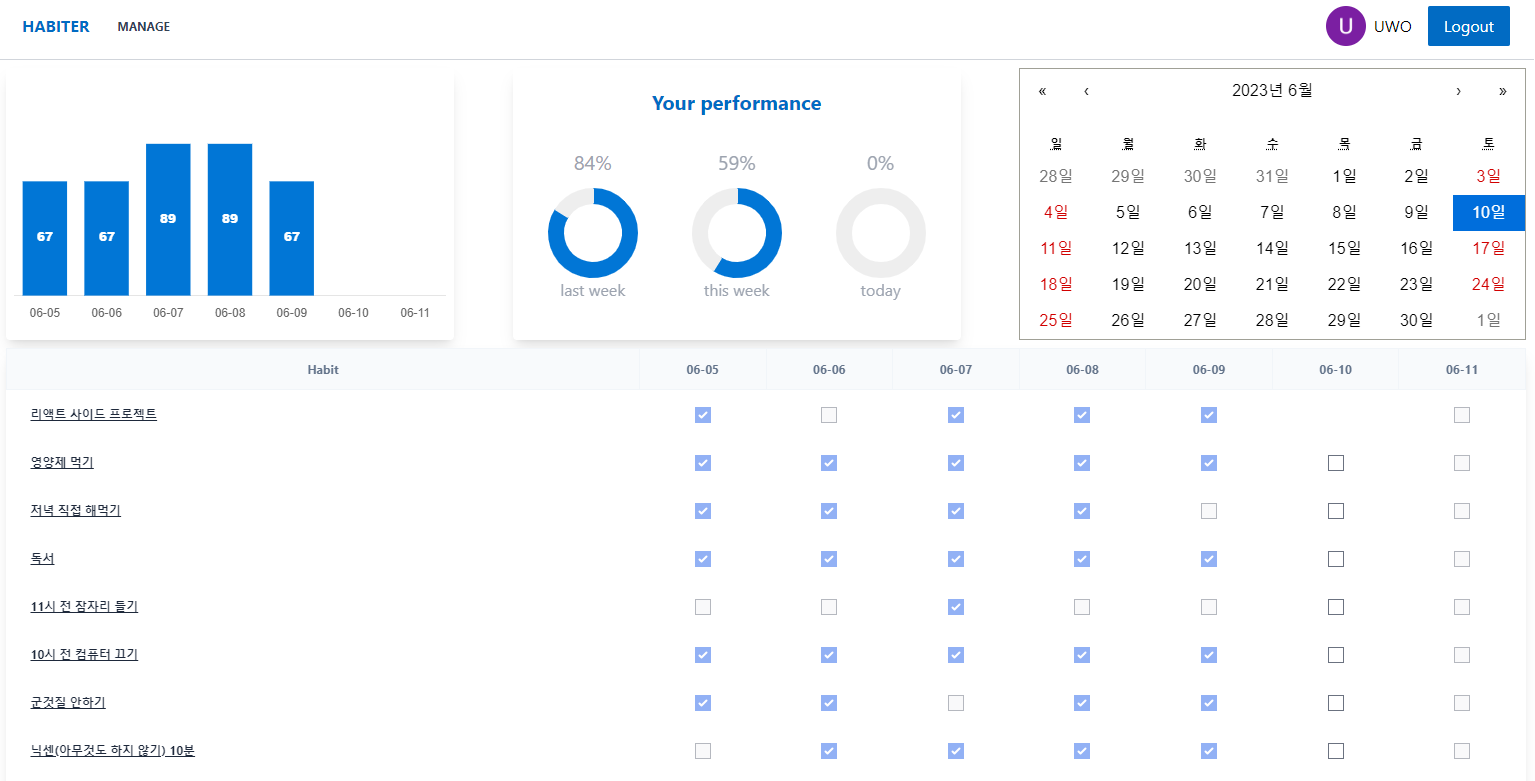 HABITER MANAGE U UWO Logout
67 67 89 89 67
06-05 06-06 06-07 06-08 06-09 06-10 06-11
Your performance
84% 59% 0%
last week this week today
« ‹ 2023년 6월 › »
일 월 화 수 목 금 토
28일 29일 30일 31일 1일 2일 3일
4일 5일 6일 7일 8일 9일 10일
11일 12일 13일 14일 15일 16일 17일
18일 19일 20일 21일 22일 23일 24일
25일 26일 27일 28일 29일 30일 1일
Habit 06-05 06-06 06-07 06-08 06-09 06-10 06-11
리액트 사이드 프로젝트
영양제 먹기
저녁 직접 해먹기
독서
11시 전 잠자리 들기
10시 전 컴퓨터 끄기
군것질 안하기
닉센(아무것도 하지 않기) 10분